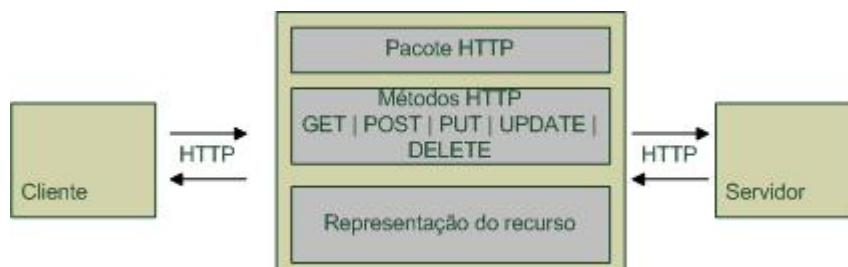 Pacote HTTP
Métodos HTTP
GET | POST | PUT | UPDATE |
DELETE
HTTP
HTTP
Cliente
Servidor
Representação do recurso